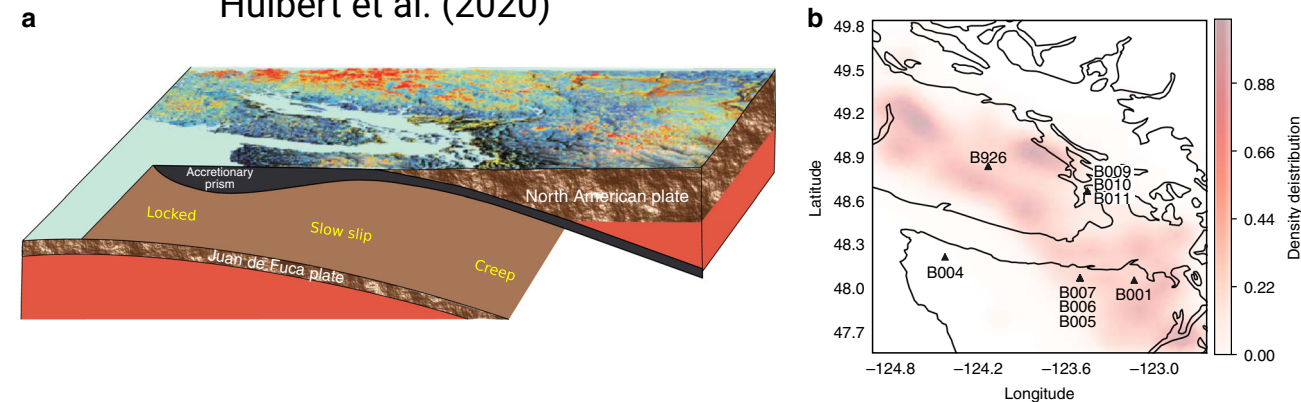 Hulbert et al. (2020)
a
Accretionary
prism
North American plate
Locked
Slow slip
Creep
Juan de Fuca plate
b
49.8
49.5
49.2
48.9
48.6
48.3
48.0
47.7
Latitude
B926
B009
B010
B011
B004
B007
B006
B005
B001
−124.8
−124.2
−123.6
−123.0
Longitude
0.88
0.66
0.44
0.22
0.00
Density deistribution